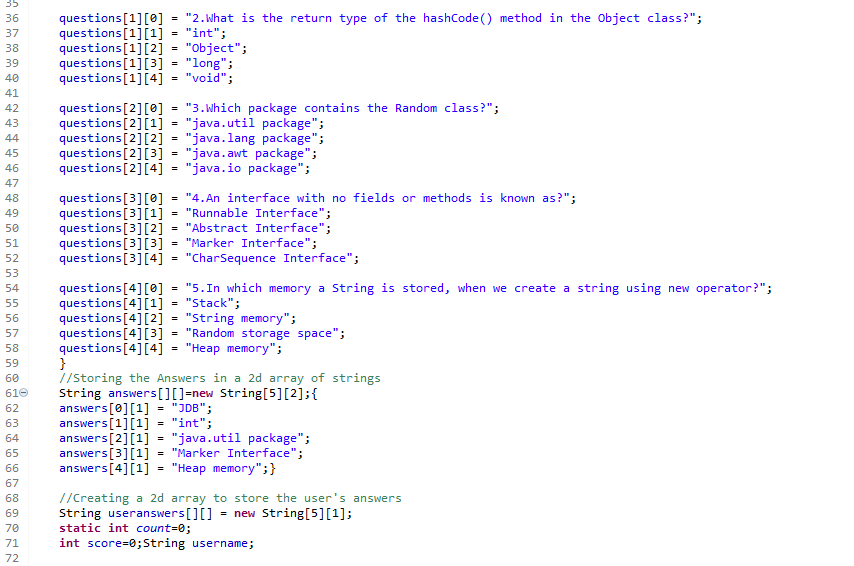 35
36 questions[1][0] = "2.What is the return type of the hashCode() method in the Object class?";
37 questions[1][1] = "int";
38 questions[1][2] = "Object";
39 questions[1][3] = "long";
40 questions[1][4] = "void";
41
42 questions[2][0] = "3.Which package contains the Random class?";
43 questions[2][1] = "java.util package";
44 questions[2][2] = "java.lang package";
45 questions[2][3] = "java.awt package";
46 questions[2][4] = "java.io package";
47
48 questions[3][0] = "4.An interface with no fields or methods is known as?";
49 questions[3][1] = "Runnable Interface";
50 questions[3][2] = "Abstract Interface";
51 questions[3][3] = "Marker Interface";
52 questions[3][4] = "CharSequence Interface";
53
54 questions[4][0] = "5.In which memory a String is stored, when we create a string using new operator?";
55 questions[4][1] = "Stack";
56 questions[4][2] = "String memory";
57 questions[4][3] = "Random storage space";
58 questions[4][4] = "Heap memory";
59 }
60 //Storing the Answers in a 2d array of strings
61 String answers[][]=new String[5][2];{
62 answers[0][1] = "JDB";
63 answers[1][1] = "int";
64 answers[2][1] = "java.util package";
65 answers[3][1] = "Marker Interface";
66 answers[4][1] = "Heap memory";}
67
68 //Creating a 2d array to store the user's answers
69 String useranswers[][] = new String[5][1];
70 static int count=0;
71 int score=0;String username;
72